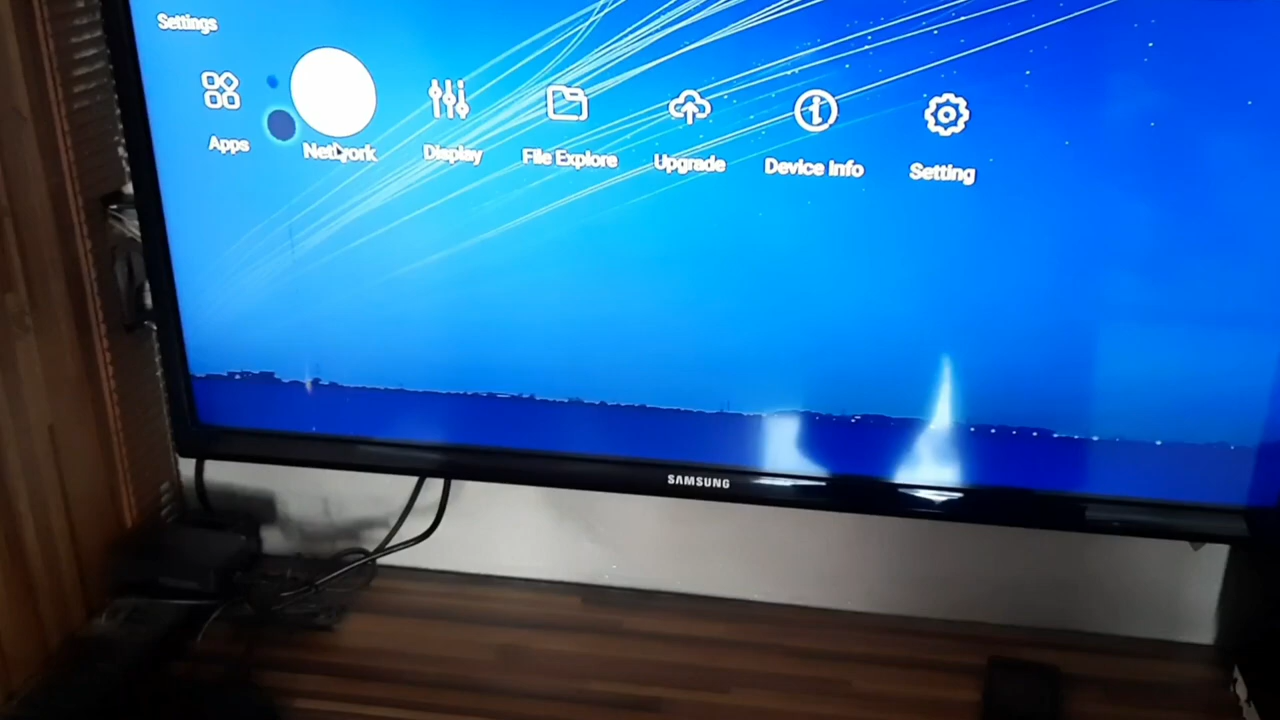 Settings
Apps
Network
Display
File Explore
Upgrade
Device Info
Setting
SAMSUNG